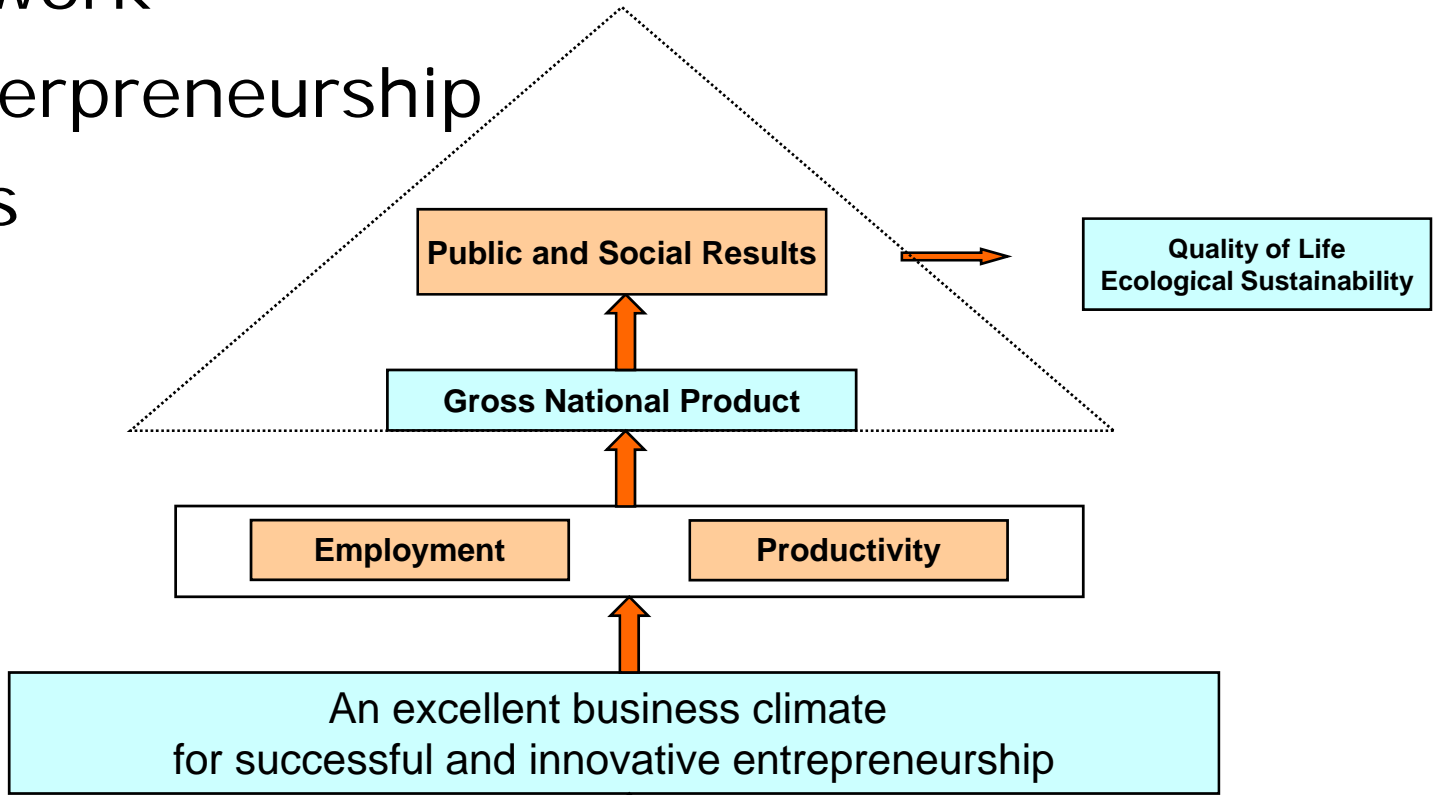 work
erpreneurship
s
Public and Social Results
Quality of Life
Ecological Sustainability
Gross National Product
Employment
Productivity
An excellent business climate
for successful and innovative entrepreneurship